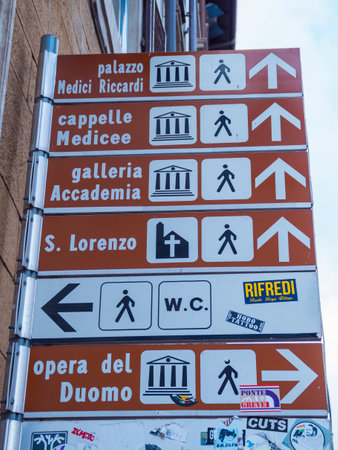 palazzo
Medici Riccardi
cappelle
Medicee
galleria
Accademia
S. Lorenzo
W.C.
RIFREDI
opera del
Duomo
PONTE
GREVE
CUTS